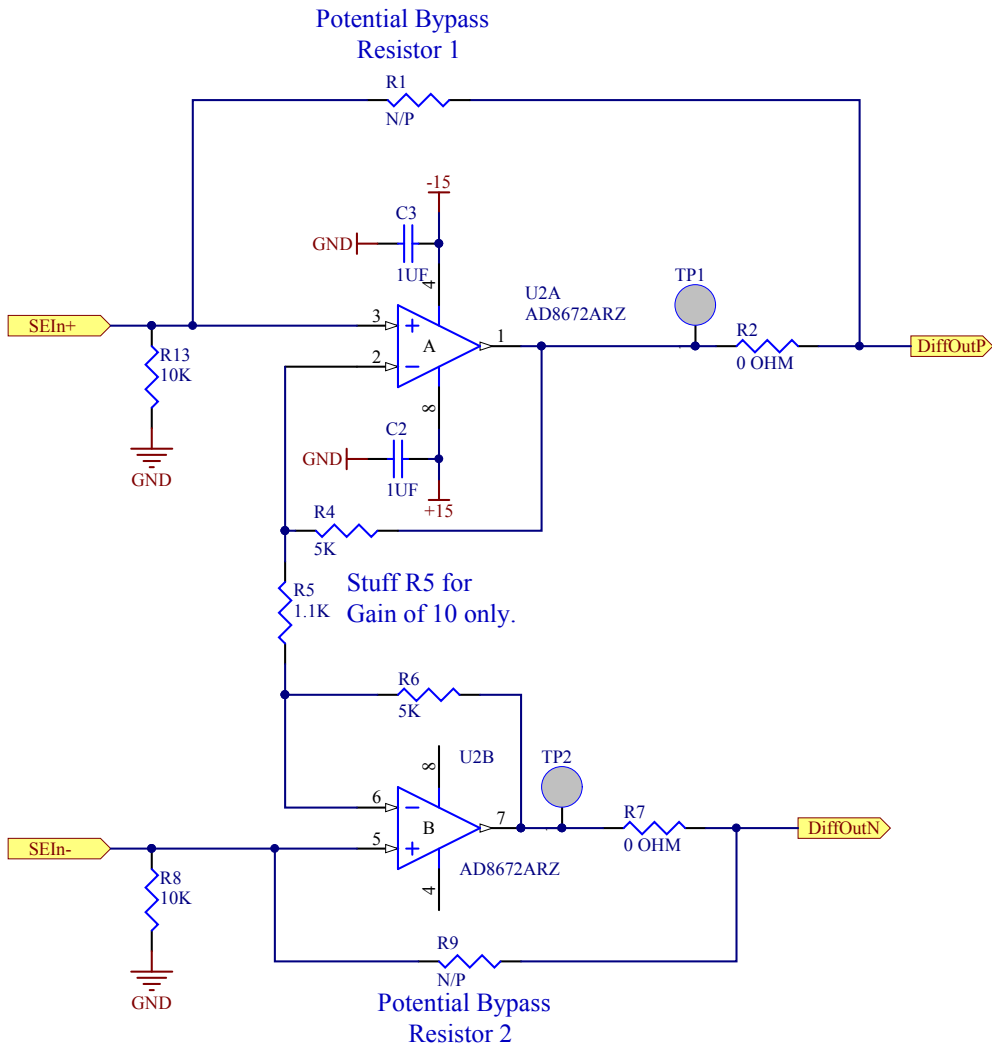 Potential Bypass
Resistor 1
R1
N/P
-15
C3
GND
1UF
4
TP1
U2A
AD8672ARZ
SEIn+
3
+
A
1
R2
0 OHM
DiffOutP
R13
10K
2
−
8
C2
GND
1UF
GND
+15
R4
5K
Stuff R5 for
Gain of 10 only.
R5
1.1K
R6
5K
8
U2B
TP2
6
−
B
7
R7
0 OHM
DiffOutN
SEIn-
5
+
AD8672ARZ
R8
10K
4
R9
N/P
GND
Potential Bypass
Resistor 2